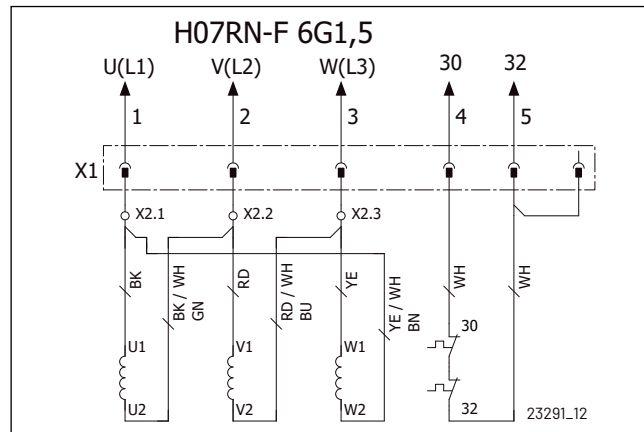 H07RN-F 6G1,5
U(L1) V(L2) W(L3) 30 32
1 2 3 4 5
X1
X2.1 X2.2 X2.3
BK
BK / WH
GN
RD
RD / WH
BU
YE
YE / WH
BN
WH
WH
U1 V1 W1 30
U2 V2 W2 32
23291_12